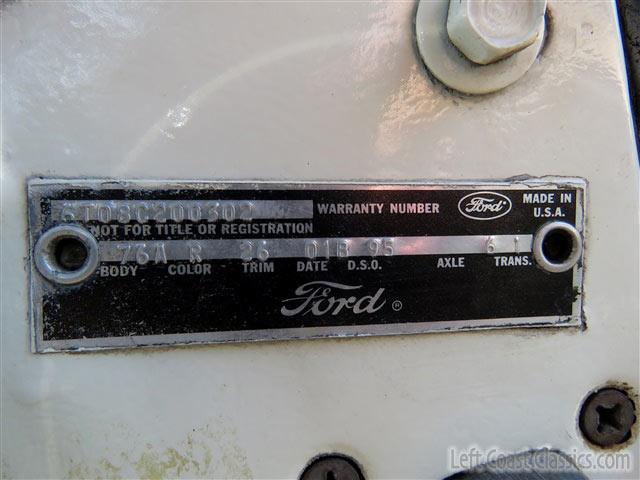 6T08C200302 WARRANTY NUMBER Ford MADE IN
U.S.A.
NOT FOR TITLE OR REGISTRATION
76A R 26 01B 95 6 1
BODY COLOR TRIM DATE D.S.O. AXLE TRANS.
Ford ®
Left Coast Classics.com